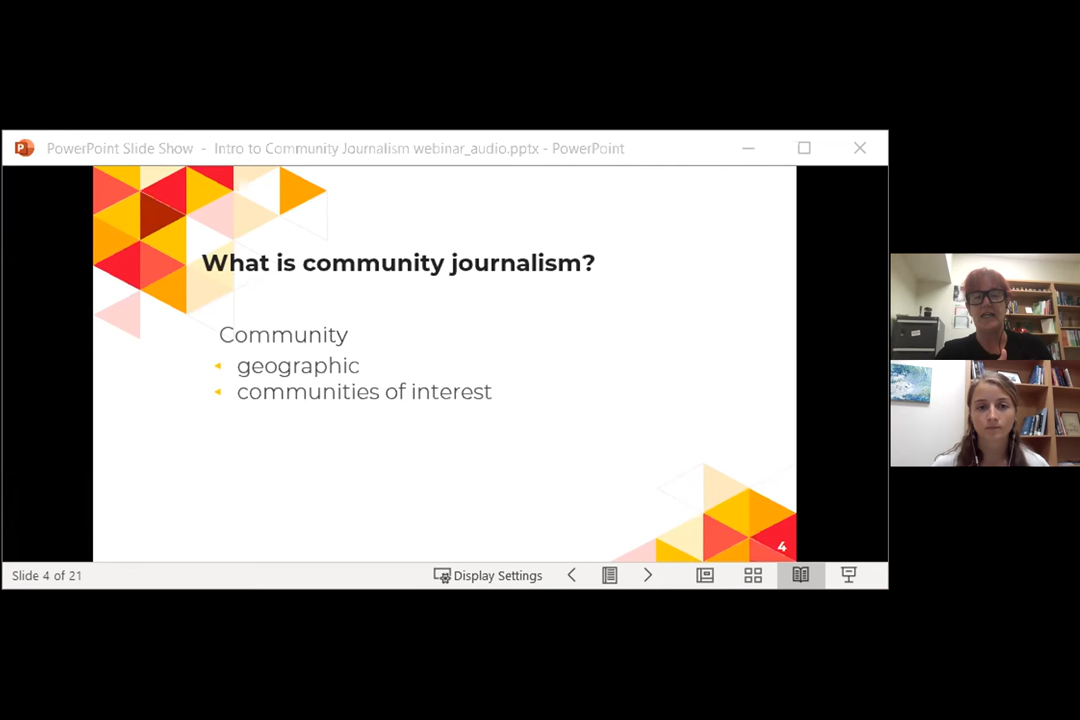 PowerPoint Slide Show - Intro to Community Journalism webinar_audio.pptx - PowerPoint
What is community journalism?
Community
geographic
communities of interest
4
Slide 4 of 21
Display Settings